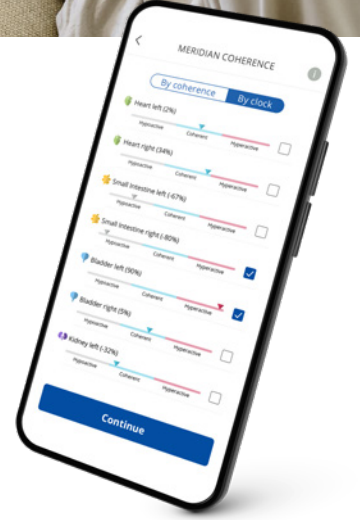 MERIDIAN COHERENCE
i
By coherence By clock
Heart left (2%)
Hypoactive Coherent Hyperactive
Heart right (34%)
Hypoactive Coherent Hyperactive
Small Intestine left (-67%)
Hypoactive Coherent Hyperactive
Small Intestine right (-80%)
Hypoactive Coherent Hyperactive
Bladder left (90%)
Hypoactive Coherent Hyperactive
Bladder right (5%)
Hypoactive Coherent Hyperactive
Kidney left (-32%)
Hypoactive Coherent Hyperactive
Continue